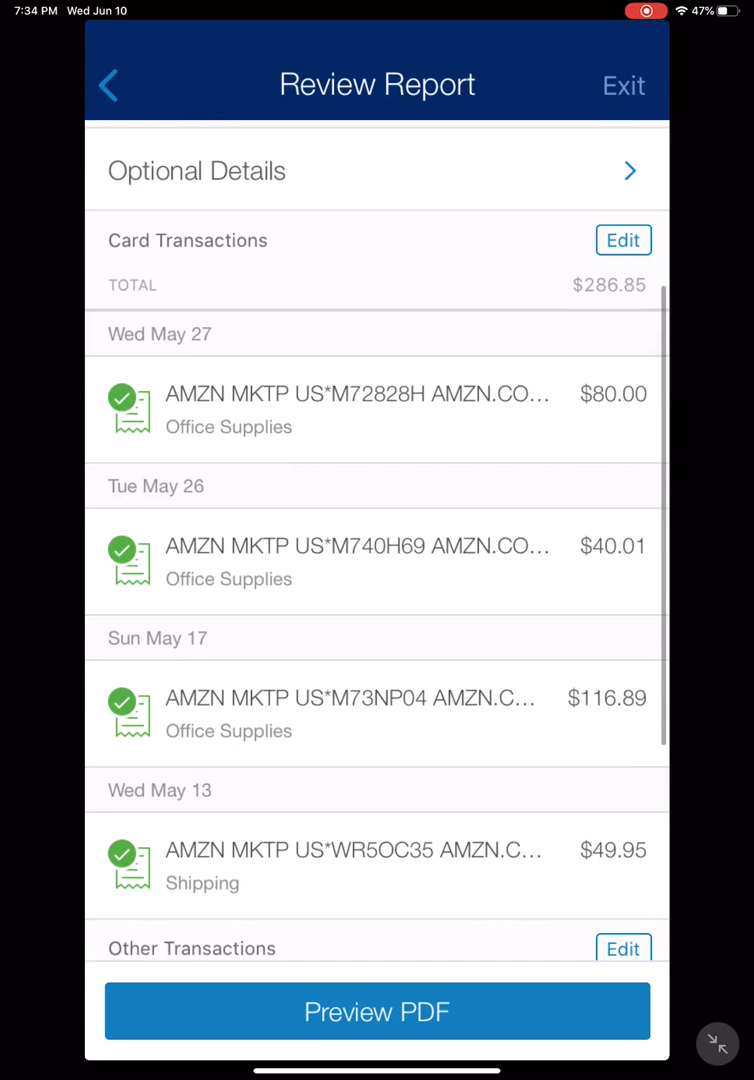 7:34 PM Wed Jun 10
47%
Review Report
Exit
Optional Details
Card Transactions
Edit
TOTAL
$286.85
Wed May 27
AMZN MKTP US*M72828H AMZN.CO... $80.00
Office Supplies
Tue May 26
AMZN MKTP US*M740H69 AMZN.CO... $40.01
Office Supplies
Sun May 17
AMZN MKTP US*M73NP04 AMZN.C... $116.89
Office Supplies
Wed May 13
AMZN MKTP US*WR5OC35 AMZN.C... $49.95
Shipping
Other Transactions
Edit
Preview PDF